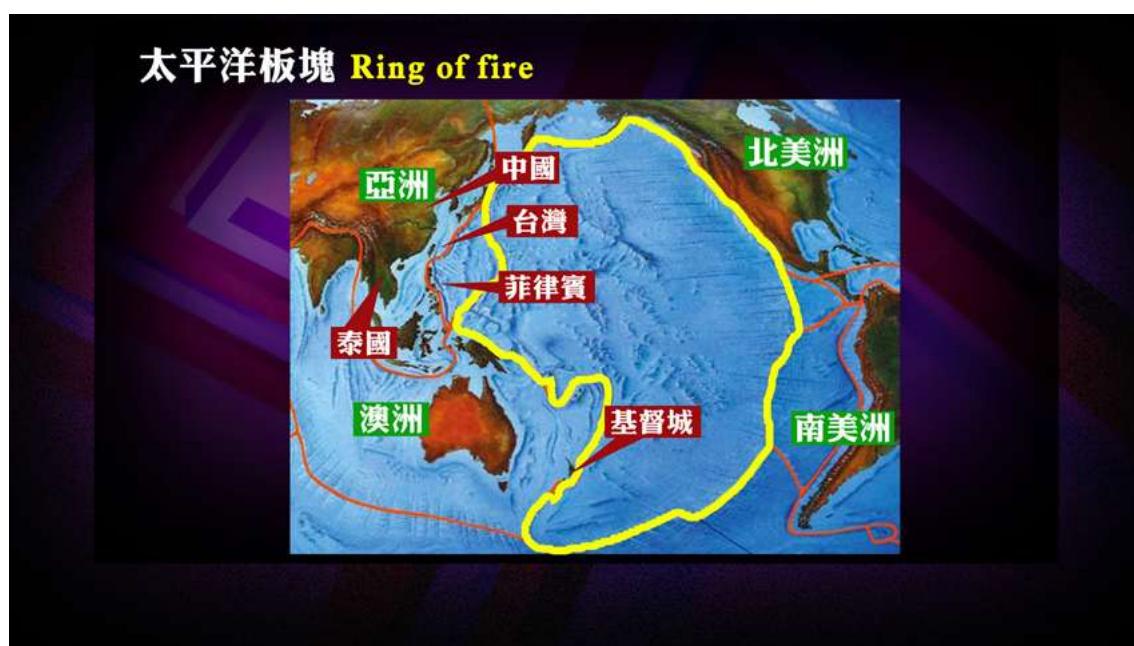 太平洋板塊 Ring of fire
北美洲
中國
亞洲
台灣
菲律賓
泰國
澳洲
基督城
南美洲